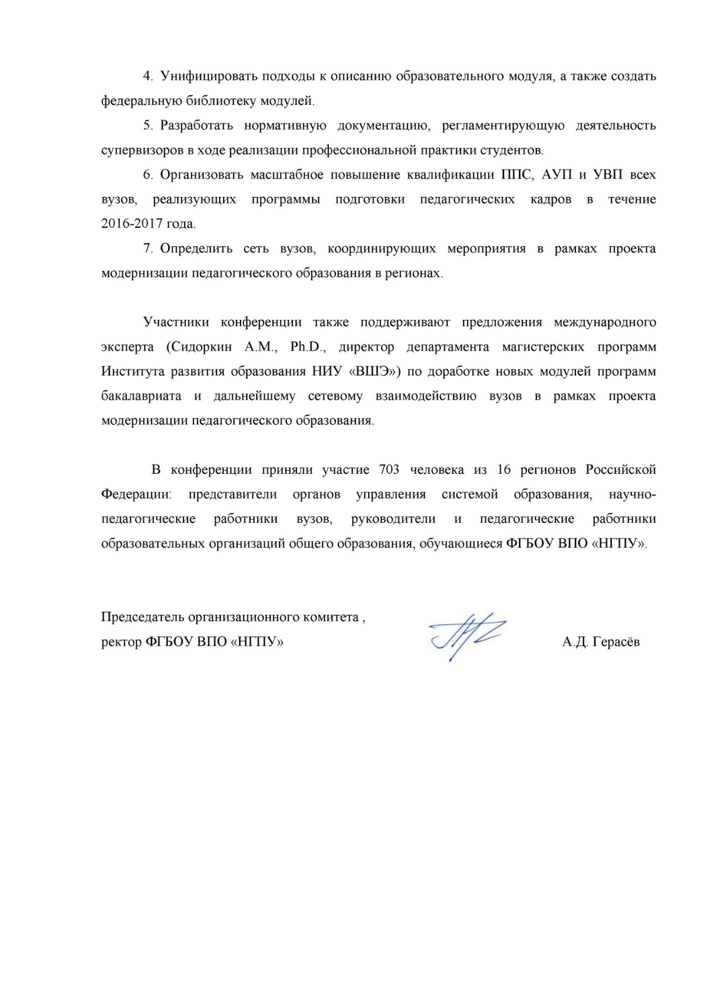 4. Унифицировать подходы к описанию образовательного модуля, а также создать
федеральную библиотеку модулей.
5. Разработать нормативную документацию, регламентирующую деятельность
супервизоров в ходе реализации профессиональной практики студентов.
6. Организовать масштабное повышение квалификации ППС, АУП и УВП всех
вузов, реализующих программы подготовки педагогических кадров в течение
2016-2017 года.
7. Определить сеть вузов, координирующих мероприятия в рамках проекта
модернизации педагогического образования в регионах.
Участники конференции также поддерживают предложения международного
эксперта (Сидоркин А.М., Ph.D., директор департамента магистерских программ
Института развития образования НИУ «ВШЭ») по доработке новых модулей программ
бакалавриата и дальнейшему сетевому взаимодействию вузов в рамках проекта
модернизации педагогического образования.
В конференции приняли участие 703 человека из 16 регионов Российской
Федерации: представители органов управления системой образования, научно-
педагогические работники вузов, руководители и педагогические работники
образовательных организаций общего образования, обучающиеся ФГБОУ ВПО «НГПУ».
Председатель организационного комитета ,
ректор ФГБОУ ВПО «НГПУ» А.Д. Герасёв